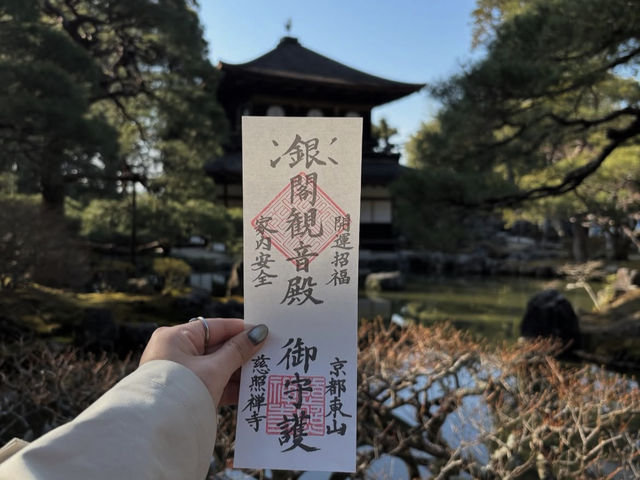 開運招福
銀閣観音殿
家内安全
京都東山
御守護
慈照禅寺